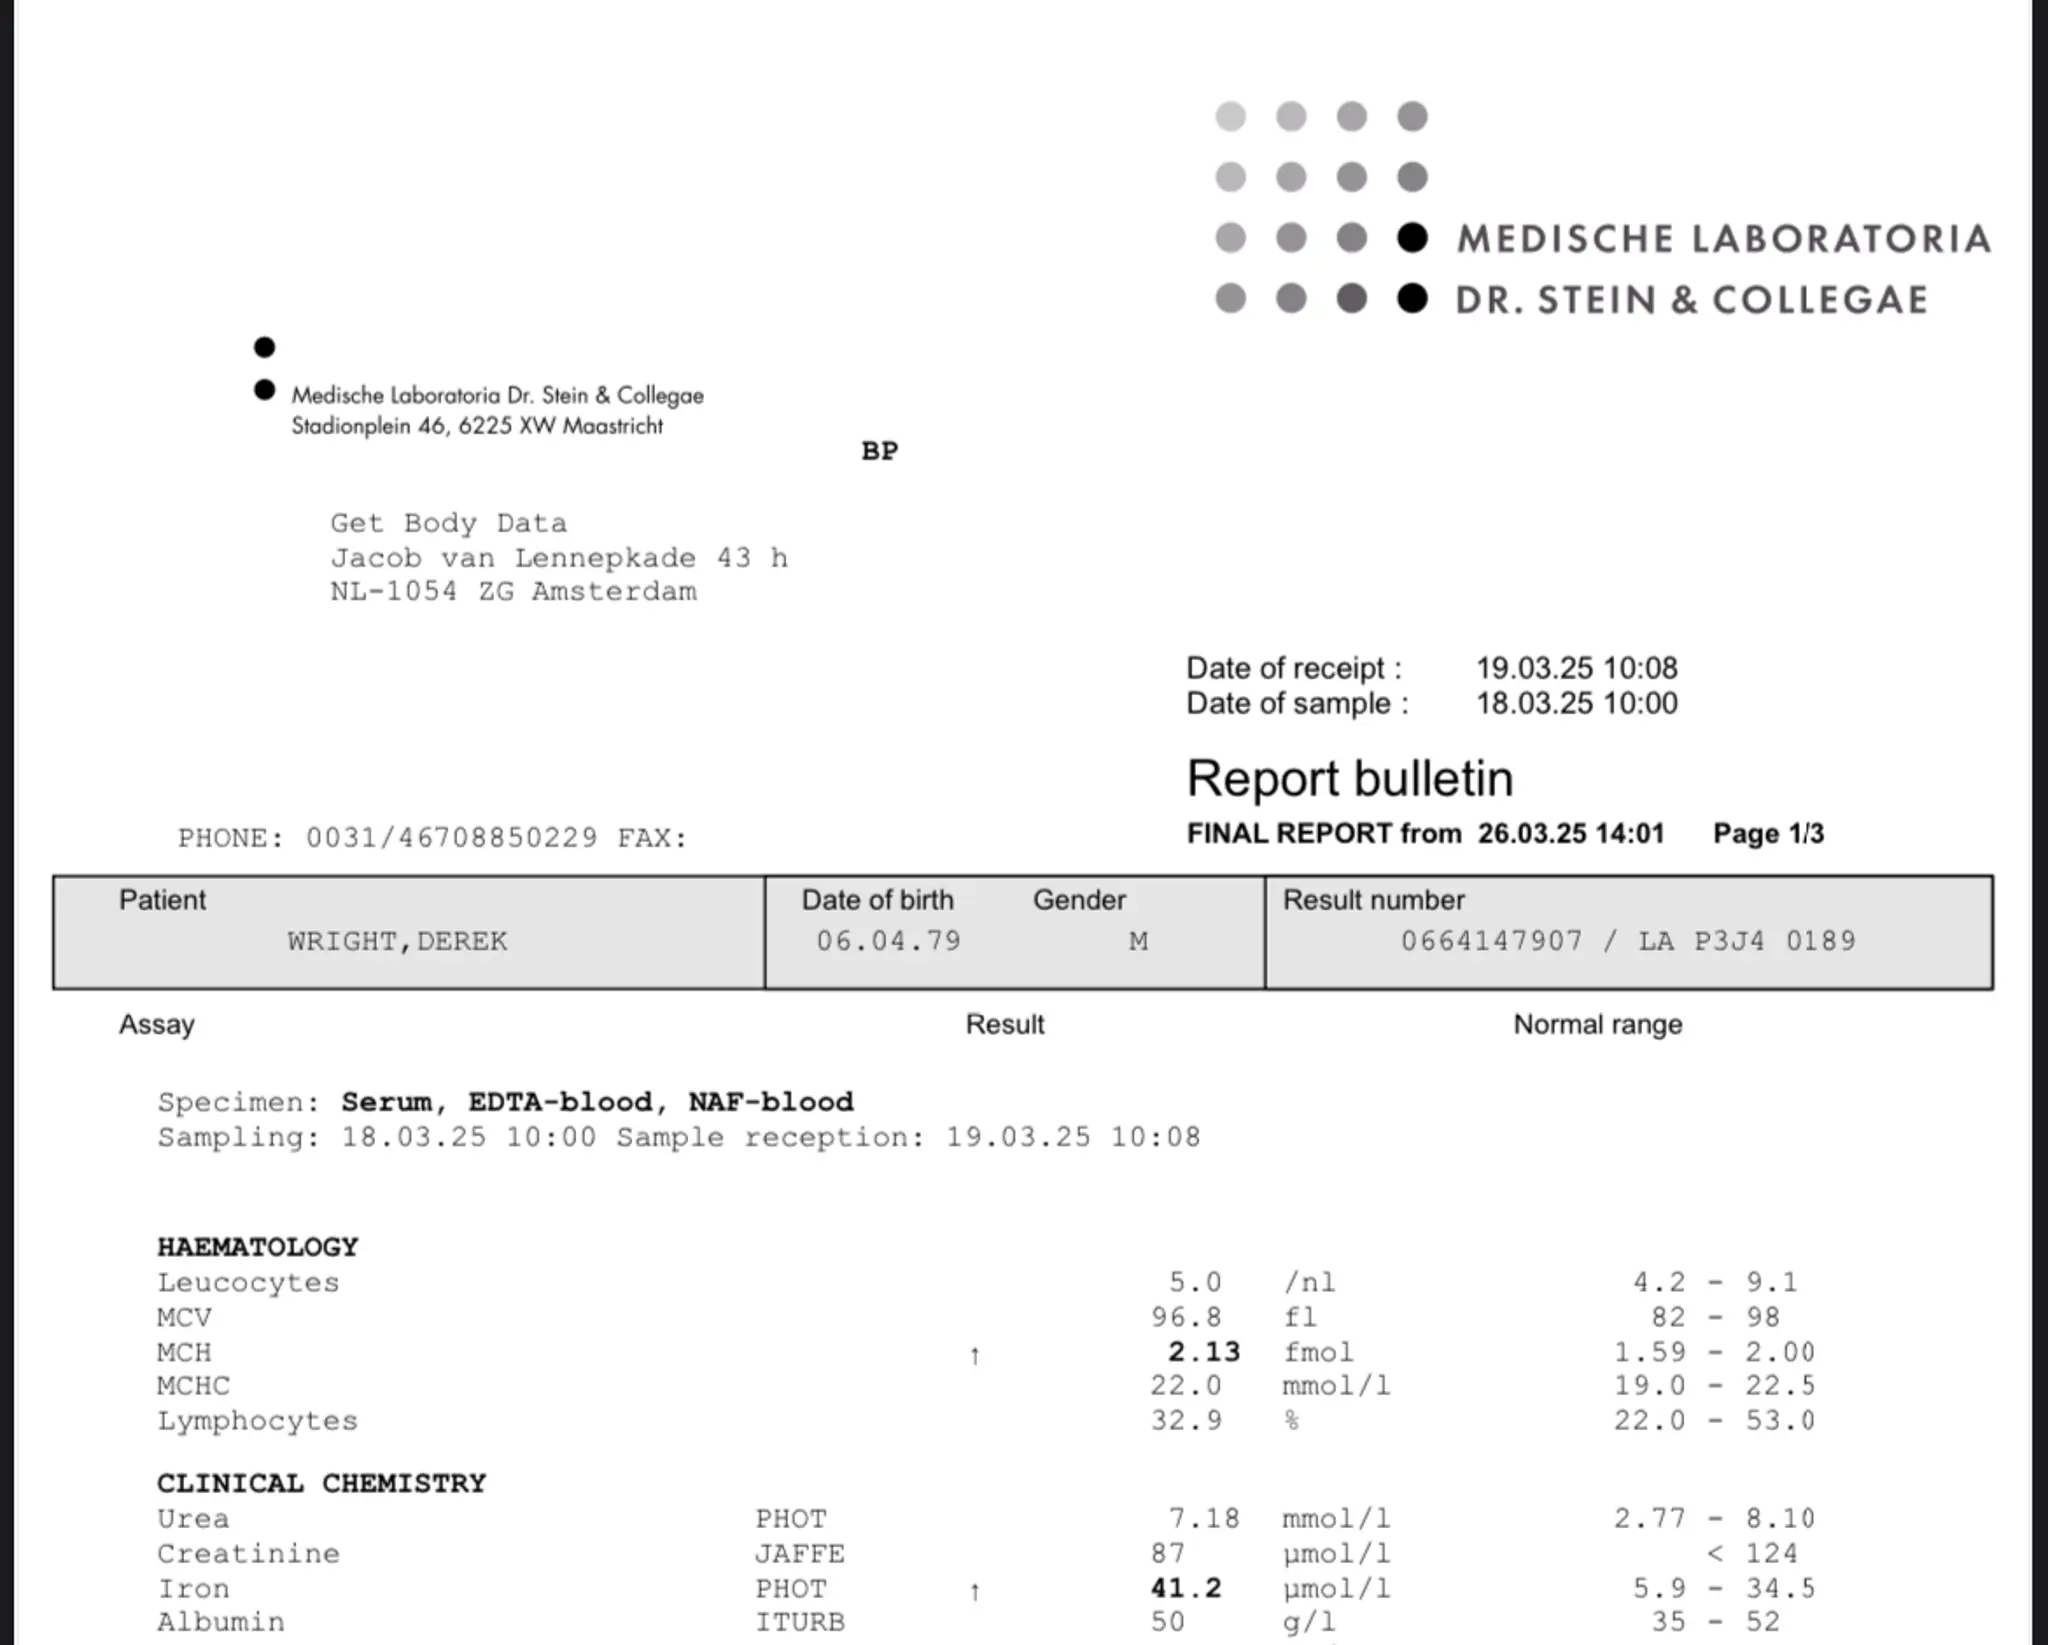 MEDISCHE LABORATORIA
DR. STEIN & COLLEGAE
Medische Laboratoria Dr. Stein & Collegae
Stadionplein 46, 6225 XW Maastricht
BP
Get Body Data
Jacob van Lennepkade 43 h
NL-1054 ZG Amsterdam
Date of receipt : 19.03.25 10:08
Date of sample : 18.03.25 10:00
Report bulletin
PHONE: 0031/46708850229 FAX:
FINAL REPORT from 26.03.25 14:01 Page 1/3
Patient Date of birth Gender Result number
WRIGHT,DEREK 06.04.79 M 0664147907 / LA P3J4 0189
Assay Result Normal range
Specimen: Serum, EDTA-blood, NAF-blood
Sampling: 18.03.25 10:00 Sample reception: 19.03.25 10:08
HAEMATOLOGY
Leucocytes 5.0 /nl 4.2 - 9.1
MCV 96.8 fl 82 - 98
MCH ↑ 2.13 fmol 1.59 - 2.00
MCHC 22.0 mmol/l 19.0 - 22.5
Lymphocytes 32.9 % 22.0 - 53.0
CLINICAL CHEMISTRY
Urea PHOT 7.18 mmol/l 2.77 - 8.10
Creatinine JAFFE 87 µmol/l < 124
Iron PHOT ↑ 41.2 µmol/l 5.9 - 34.5
Albumin ITURB 50 g/l 35 - 52